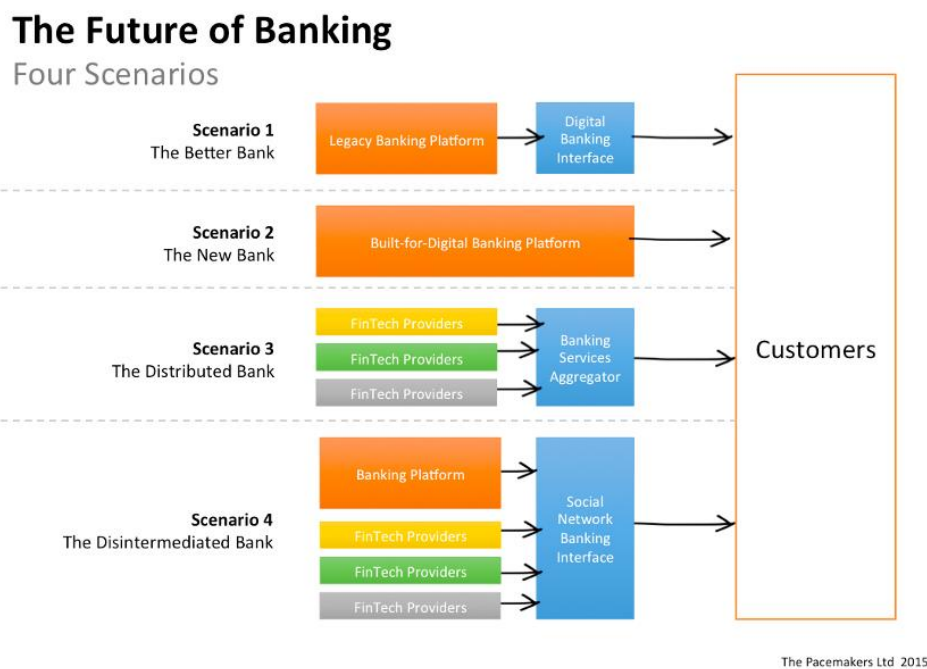 The Future of Banking
Four Scenarios
Scenario 1
The Better Bank
Legacy Banking Platform
Digital
Banking
Interface
Scenario 2
The New Bank
Built-for-Digital Banking Platform
Scenario 3
The Distributed Bank
FinTech Providers
FinTech Providers
FinTech Providers
Banking
Services
Aggregator
Customers
Scenario 4
The Disintermediated Bank
Banking Platform
FinTech Providers
FinTech Providers
FinTech Providers
Social
Network
Banking
Interface
The Pacemakers Ltd 2015